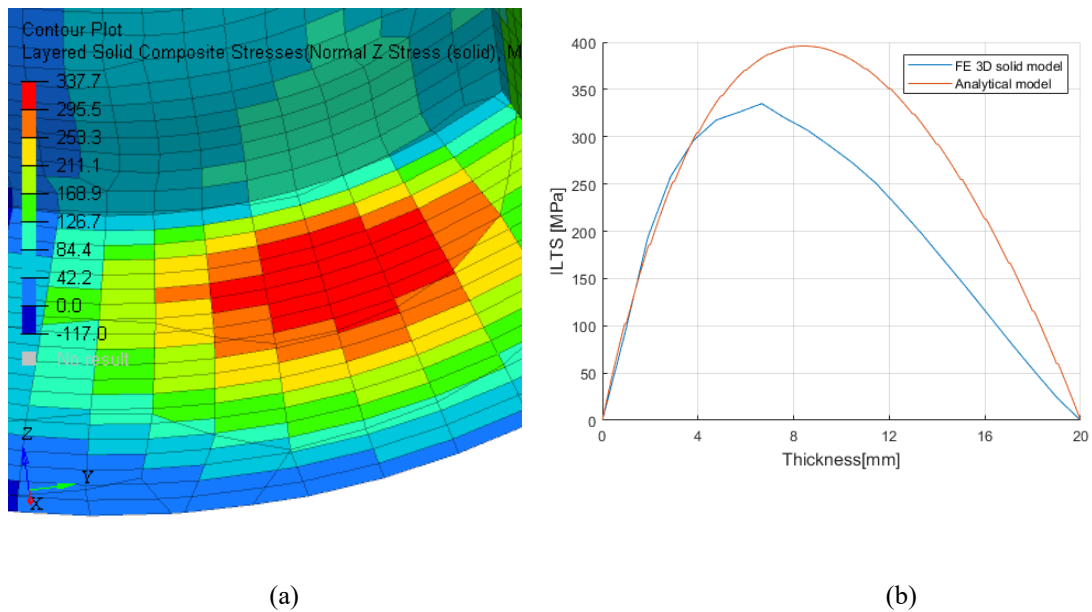 Contour Plot
Layered Solid Composite Stresses(Normal Z Stress (solid), M
337.7
295.5
253.3
211.1
168.9
126.7
84.4
42.2
0.0
-117.0
No result
Z
Y
X
(a)
400
350
300
250
200
150
100
50
0
ILTS [MPa]
FE 3D solid model
Analytical model
0 4 8 12 16 20
Thickness[mm]
(b)